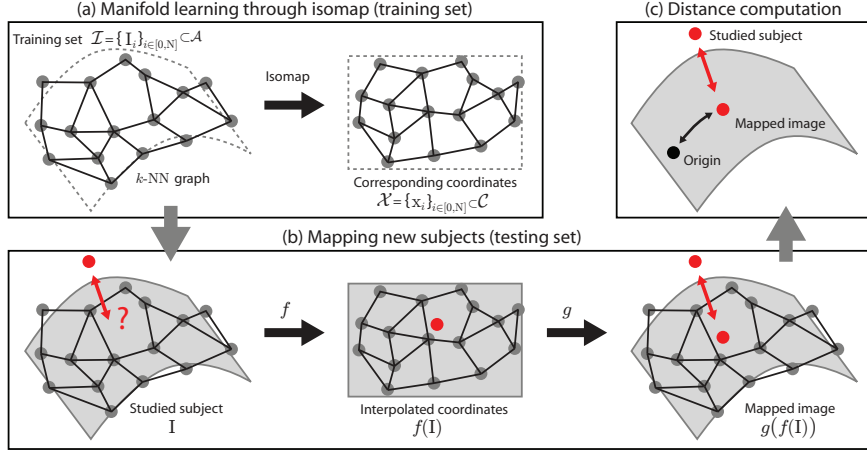 (a) Manifold learning through isomap (training set)
Training set 𝓘={I_i}_{i∈[0,N]}⊂𝒜
Isomap
k-NN graph
Corresponding coordinates
𝒳={x_i}_{i∈[0,N]}⊂𝒞
(c) Distance computation
Studied subject
Mapped image
Origin
(b) Mapping new subjects (testing set)
?
f
g
Studied subject
I
Interpolated coordinates
f(I)
Mapped image
g(f(I))